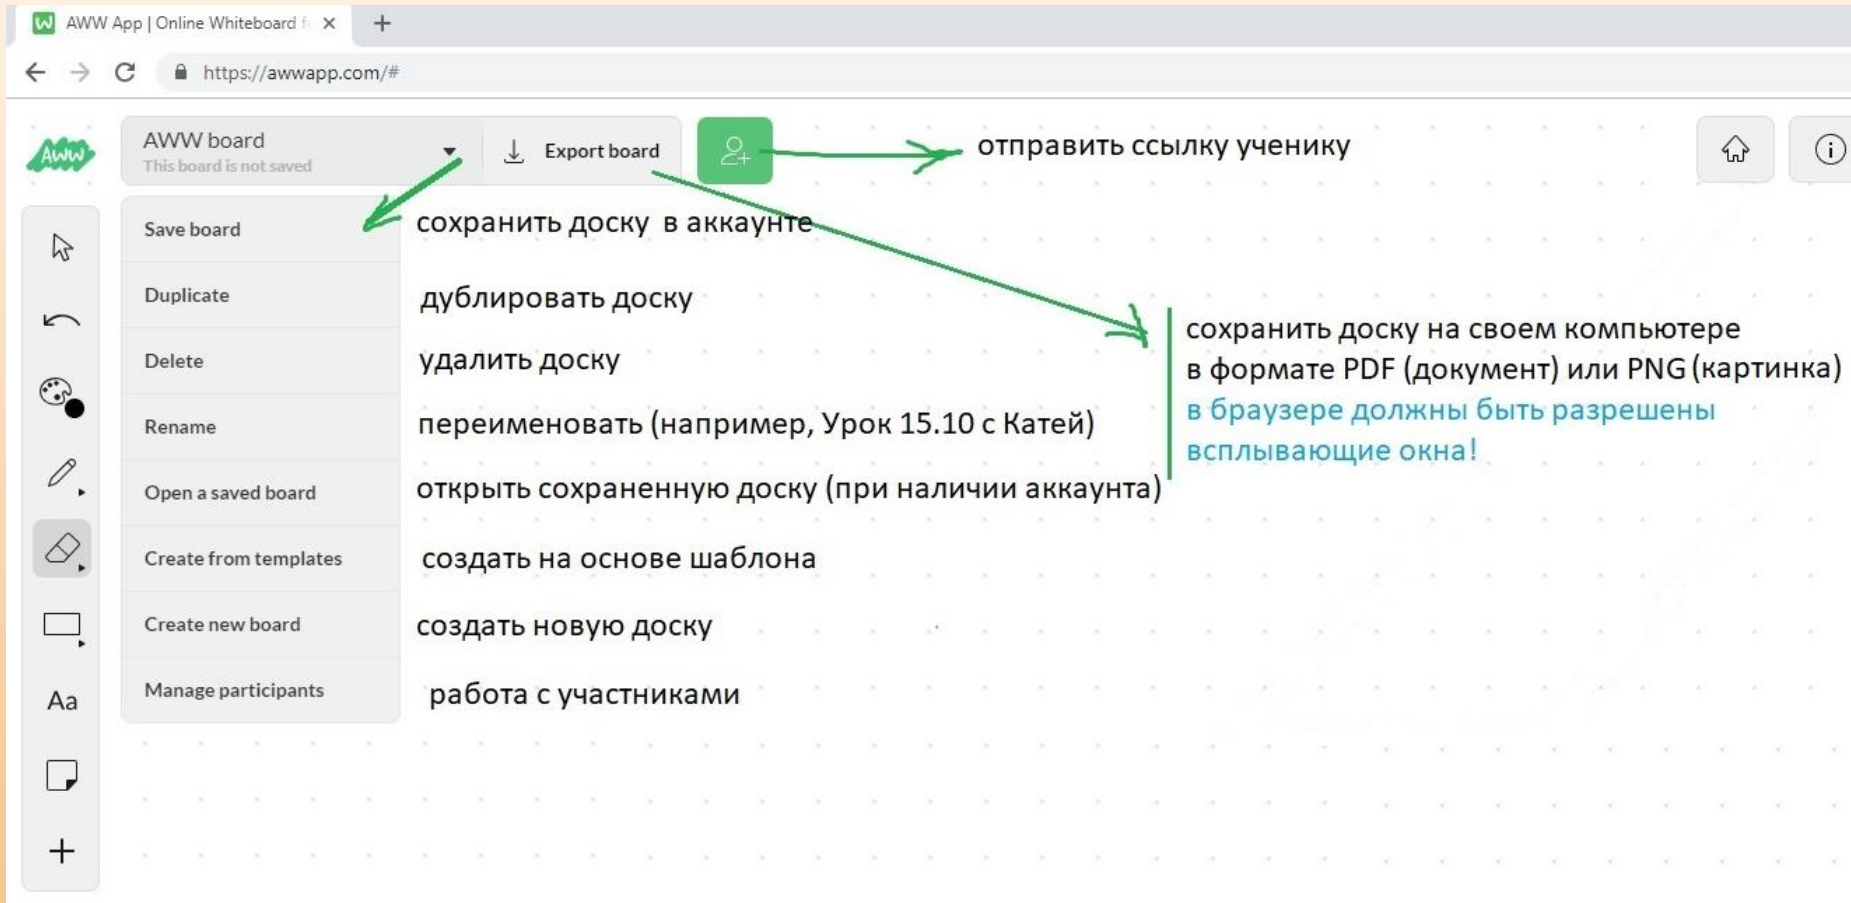 AWW App | Online Whiteboard f
https://awwapp.com/#
AWW
AWW board
This board is not saved
Export board
отправить ссылку ученику
Save board
сохранить доску в аккаунте
Duplicate
дублировать доску
Delete
удалить доску
Rename
переименовать (например, Урок 15.10 с Катей)
Open a saved board
открыть сохраненную доску (при наличии аккаунта)
Create from templates
создать на основе шаблона
Create new board
создать новую доску
Manage participants
работа с участниками
сохранить доску на своем компьютере
в формате PDF (документ) или PNG (картинка)
в браузере должны быть разрешены
всплывающие окна!
Aa